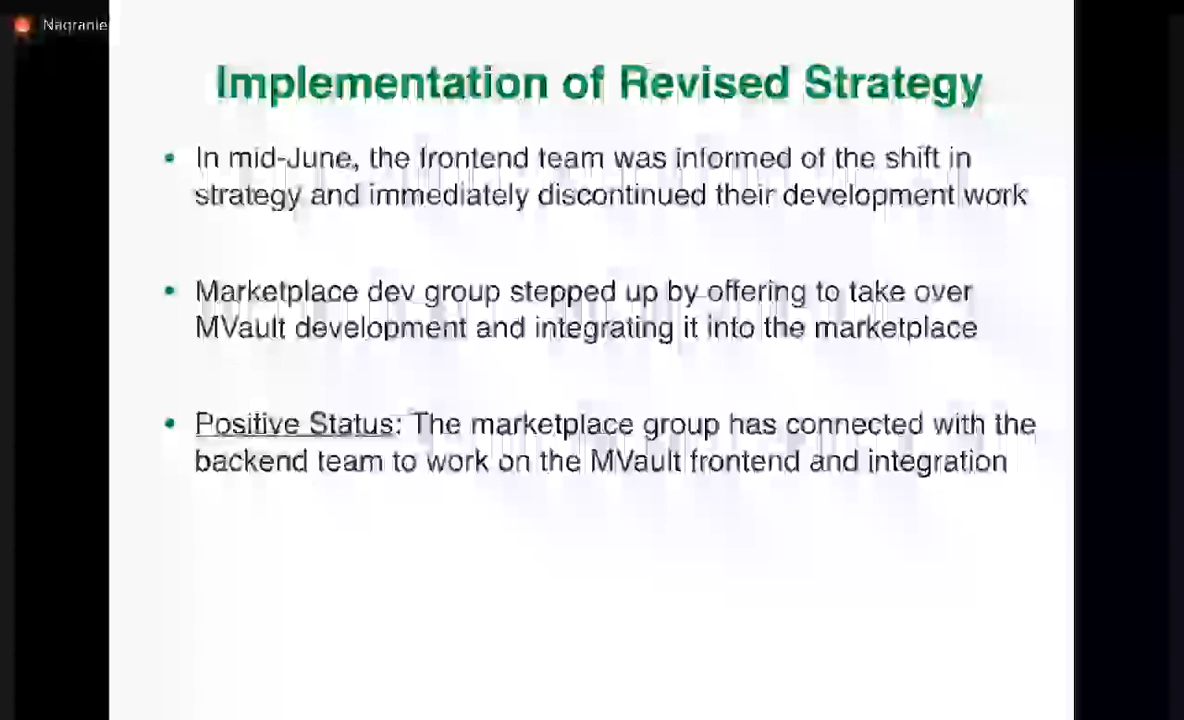 Nagranie
Implementation of Revised Strategy
• In mid-June, the frontend team was informed of the shift in
strategy and immediately discontinued their development work
• Marketplace dev group stepped up by offering to take over
MVault development and integrating it into the marketplace
• Positive Status: The marketplace group has connected with the
backend team to work on the MVault frontend and integration